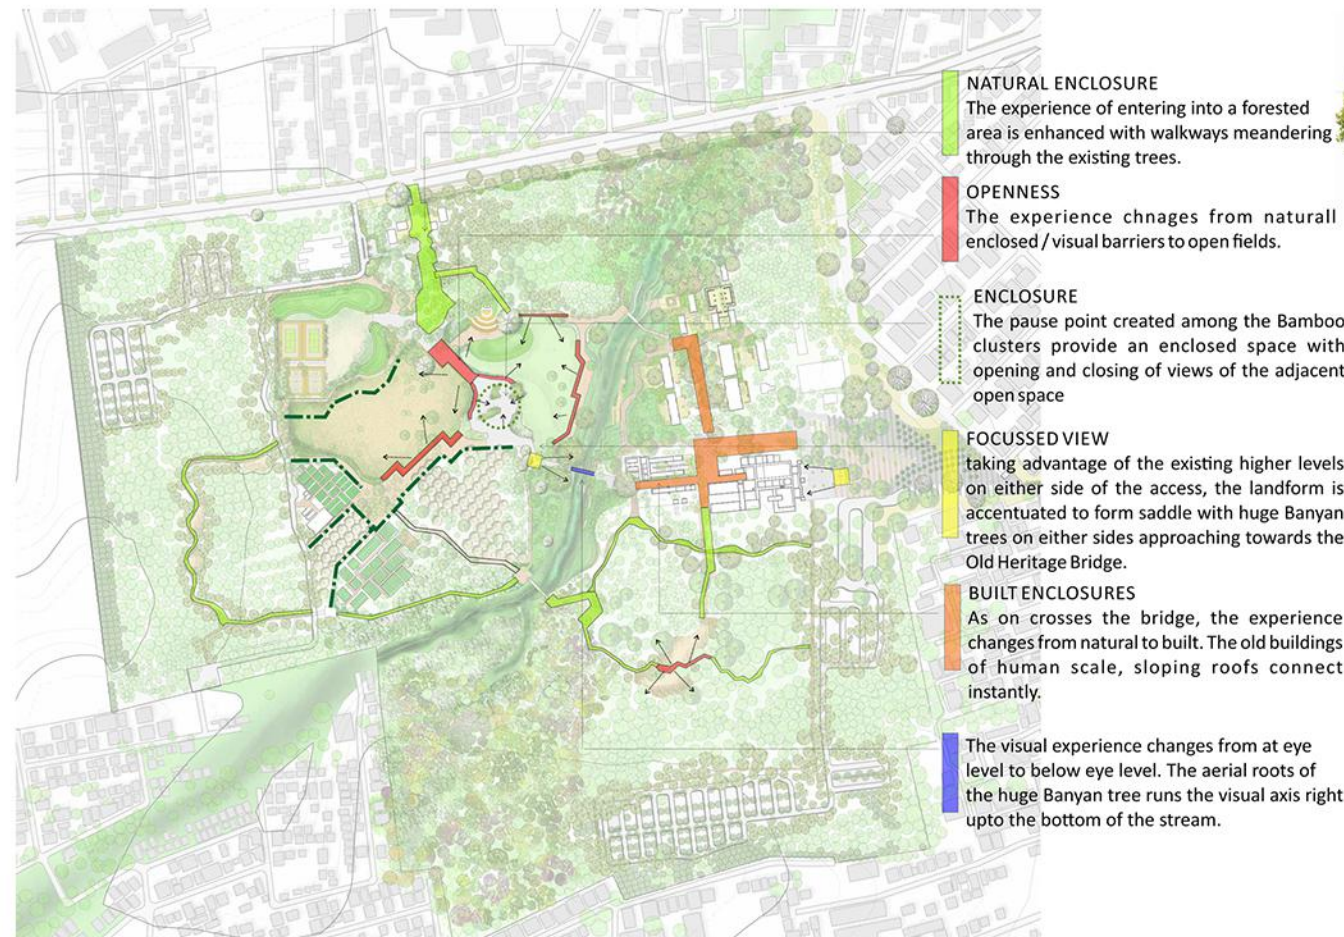 NATURAL ENCLOSURE
The experience of entering into a forested
area is enhanced with walkways meandering
through the existing trees.
OPENNESS
The experience chnages from naturall
enclosed / visual barriers to open fields.
ENCLOSURE
The pause point created among the Bamboo
clusters provide an enclosed space with
opening and closing of views of the adjacent
open space
FOCUSSED VIEW
taking advantage of the existing higher levels
on either side of the access, the landform is
accentuated to form saddle with huge Banyan
trees on either sides approaching towards the
Old Heritage Bridge.
BUILT ENCLOSURES
As on crosses the bridge, the experience
changes from natural to built. The old buildings
of human scale, sloping roofs connect
instantly.
The visual experience changes from at eye
level to below eye level. The aerial roots of
the huge Banyan tree runs the visual axis right
upto the bottom of the stream.